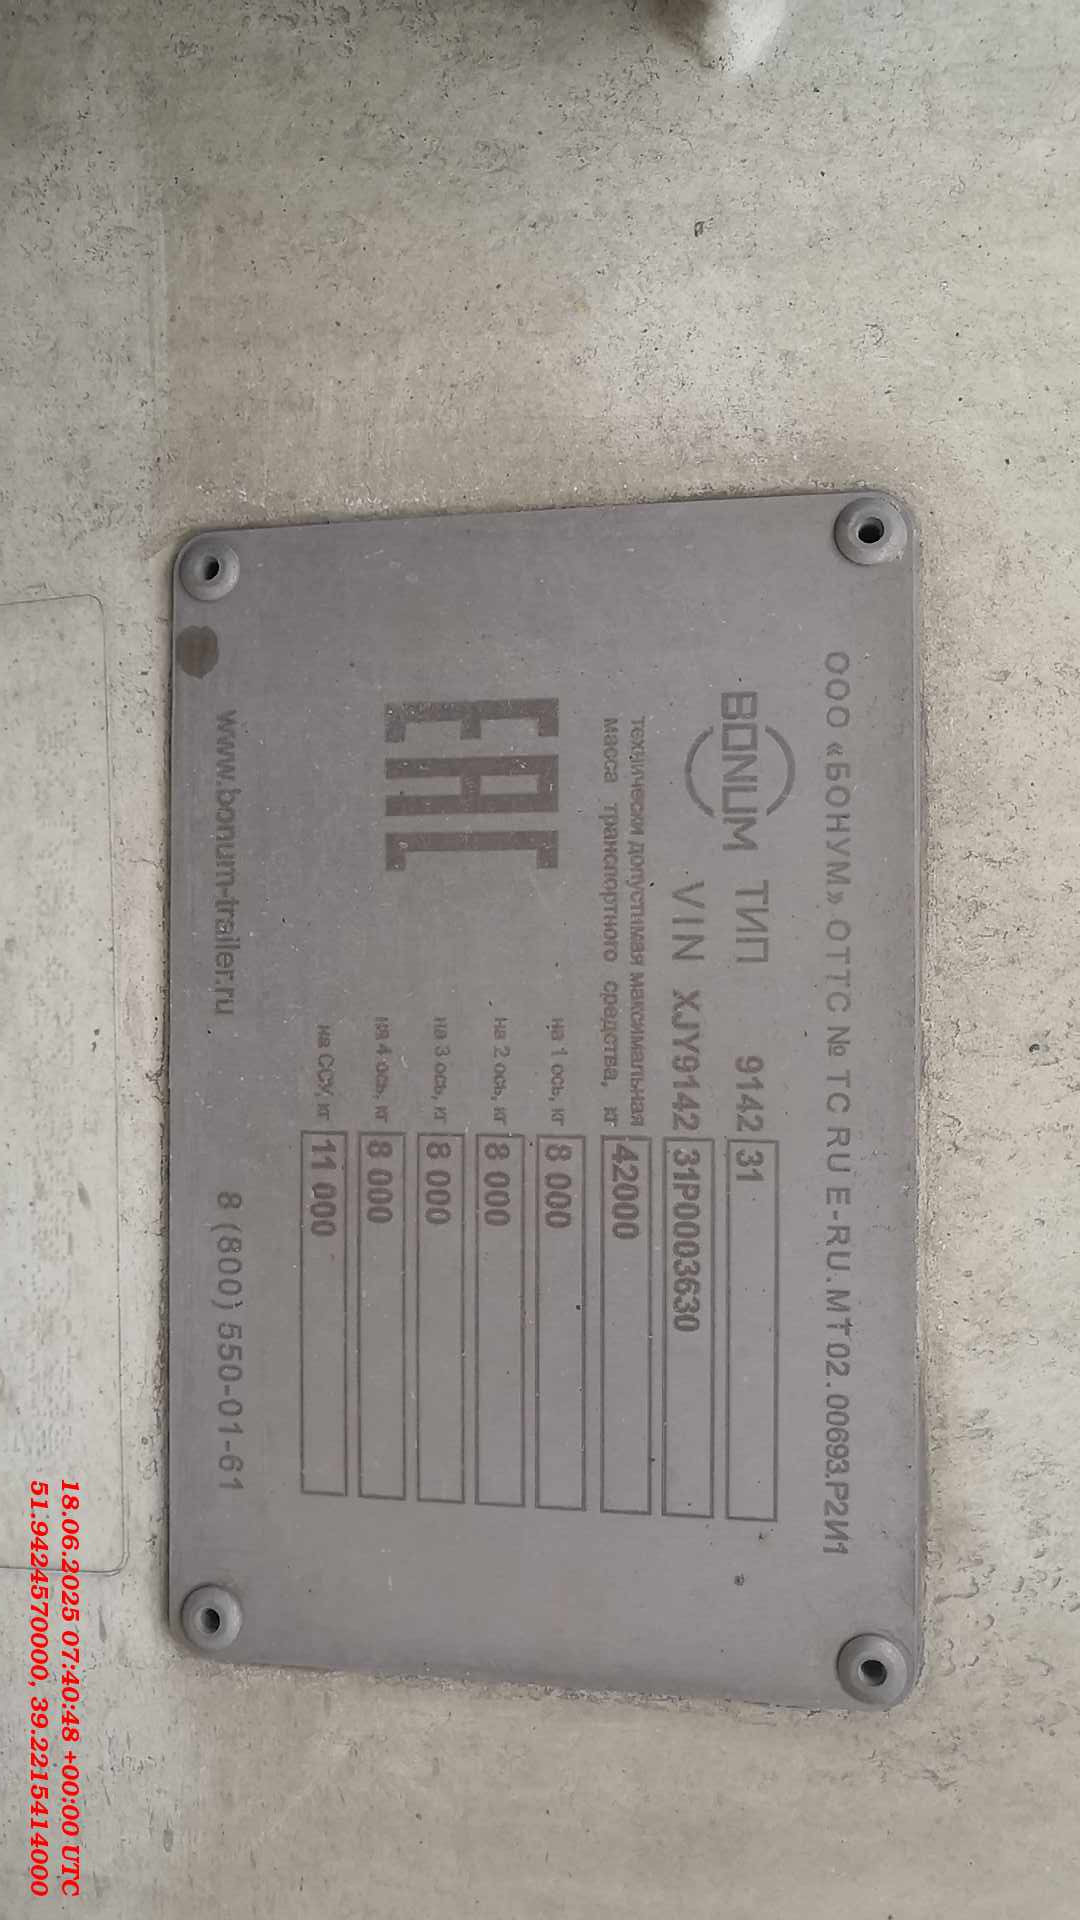 ООО «БОНУМ» ОТТС № ТС RU E-RU.МТ02.00693.Р2И1
BONUM ТИП 9142 31
VIN XJY9142 31P0003630
технически допустимая максимальная
масса транспортного средства, кг 42000
на 1 ось, кг 8 000
на 2 ось, кг 8 000
на 3 ось, кг 8 000
на 4 ось, кг 8 000
на ССУ, кг 11 000
EAC
www.bonum-trailer.ru 8 (800) 550-01-61
18.06.2025 07:40:48 +00:00 UTC
51.9424570000, 39.2215414000